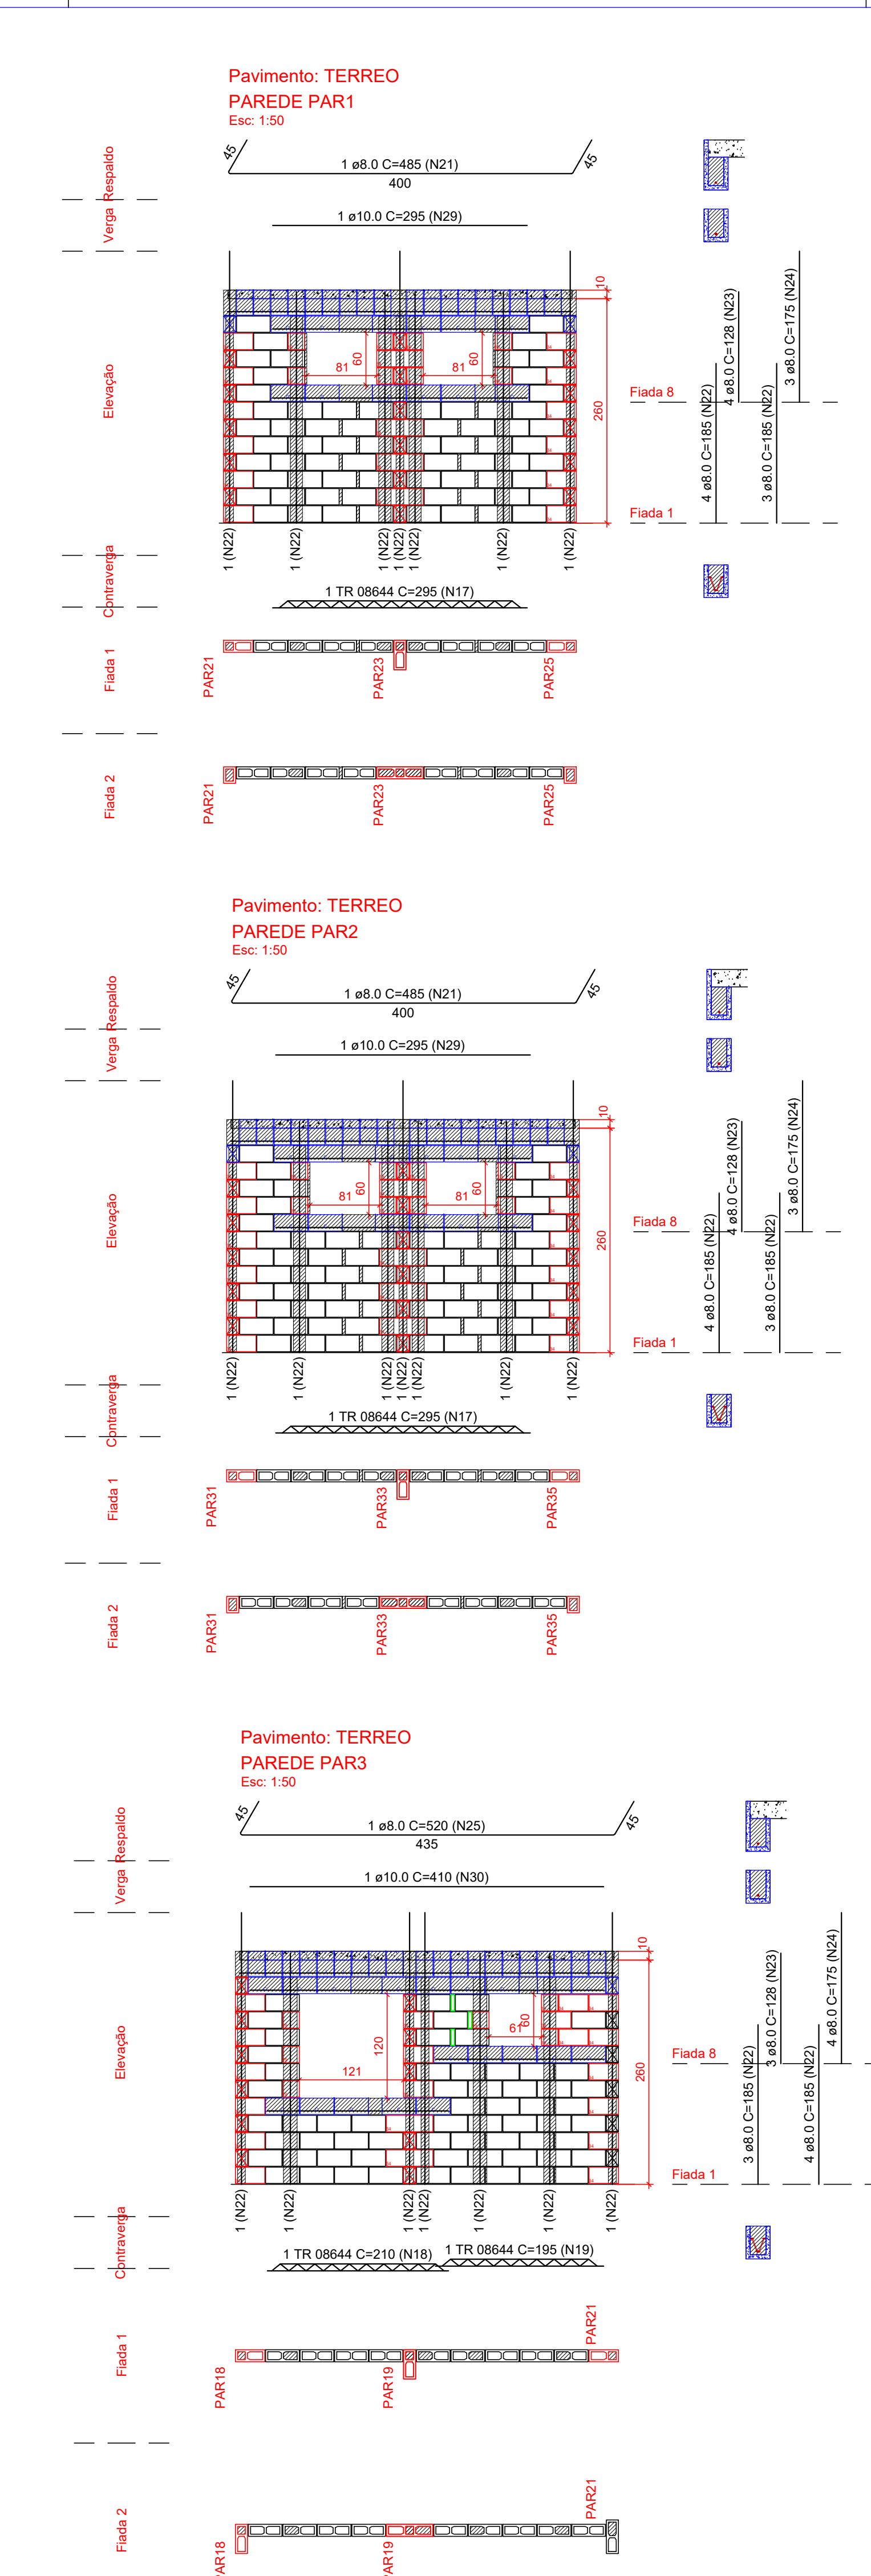 Pavimento: TERREO
PAREDE PAR1
Esc: 1:50
Respaldo
45
1 ø8.0 C=485 (N21)
45
400
Verga
1 ø10.0 C=295 (N29)
Elevação
10
81
60
81
60
260
Fiada 8
Fiada 1
4 ø8.0 C=185 (N22)
4 ø8.0 C=128 (N23)
3 ø8.0 C=185 (N22)
3 ø8.0 C=175 (N24)
1 (N22)
1 (N22)
1 (N22)
1 (N22)
1 (N22)
1 (N22)
1 (N22)
Contraverga
1 TR 08644 C=295 (N17)
Fiada 1
PAR21
PAR23
PAR25
Fiada 2
PAR21
PAR23
PAR25
Pavimento: TERREO
PAREDE PAR2
Esc: 1:50
Respaldo
45
1 ø8.0 C=485 (N21)
45
400
Verga
1 ø10.0 C=295 (N29)
Elevação
10
81
60
81
60
260
Fiada 8
Fiada 1
4 ø8.0 C=185 (N22)
4 ø8.0 C=128 (N23)
3 ø8.0 C=185 (N22)
3 ø8.0 C=175 (N24)
1 (N22)
1 (N22)
1 (N22)
1 (N22)
1 (N22)
1 (N22)
1 (N22)
Contraverga
1 TR 08644 C=295 (N17)
Fiada 1
PAR31
PAR33
PAR35
Fiada 2
PAR31
PAR33
PAR35
Pavimento: TERREO
PAREDE PAR3
Esc: 1:50
Respaldo
45
1 ø8.0 C=520 (N25)
45
435
Verga
1 ø10.0 C=410 (N30)
Elevação
10
121
120
61
60
260
Fiada 8
Fiada 1
3 ø8.0 C=185 (N22)
3 ø8.0 C=128 (N23)
4 ø8.0 C=185 (N22)
4 ø8.0 C=175 (N24)
1 (N22)
1 (N22)
1 (N22)
1 (N22)
1 (N22)
1 (N22)
1 (N22)
Contraverga
1 TR 08644 C=210 (N18)
1 TR 08644 C=195 (N19)
Fiada 1
PAR18
PAR19
PAR21
Fiada 2
PAR18
PAR19
PAR21